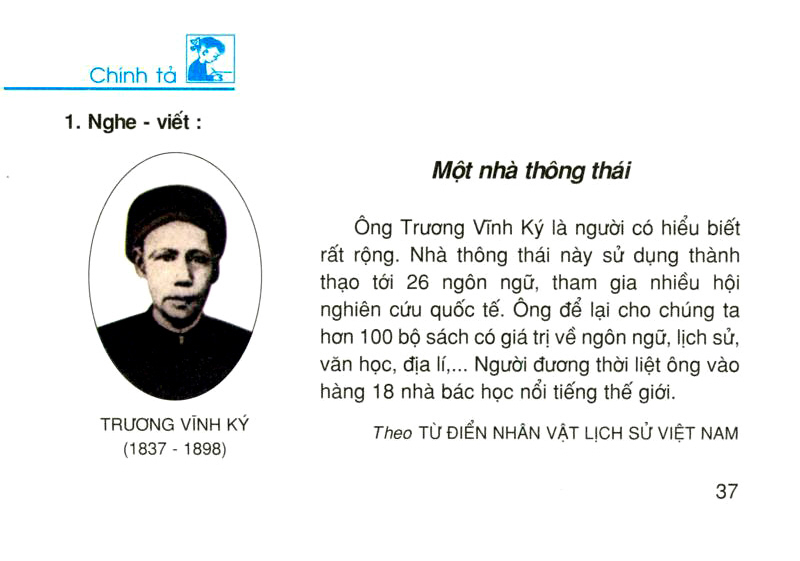 Chính tả
1. Nghe - viết :
Một nhà thông thái
Ông Trương Vĩnh Ký là người có hiểu biết
rất rộng. Nhà thông thái này sử dụng thành
thạo tới 26 ngôn ngữ, tham gia nhiều hội
nghiên cứu quốc tế. Ông để lại cho chúng ta
hơn 100 bộ sách có giá trị về ngôn ngữ, lịch sử,
văn học, địa lí,... Người đương thời liệt ông vào
hàng 18 nhà bác học nổi tiếng thế giới.
Theo TỪ ĐIỂN NHÂN VẬT LỊCH SỬ VIỆT NAM
TRƯƠNG VĨNH KÝ
(1837 - 1898)
37